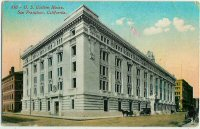 U. S. Custom House,
San Francisco, California.